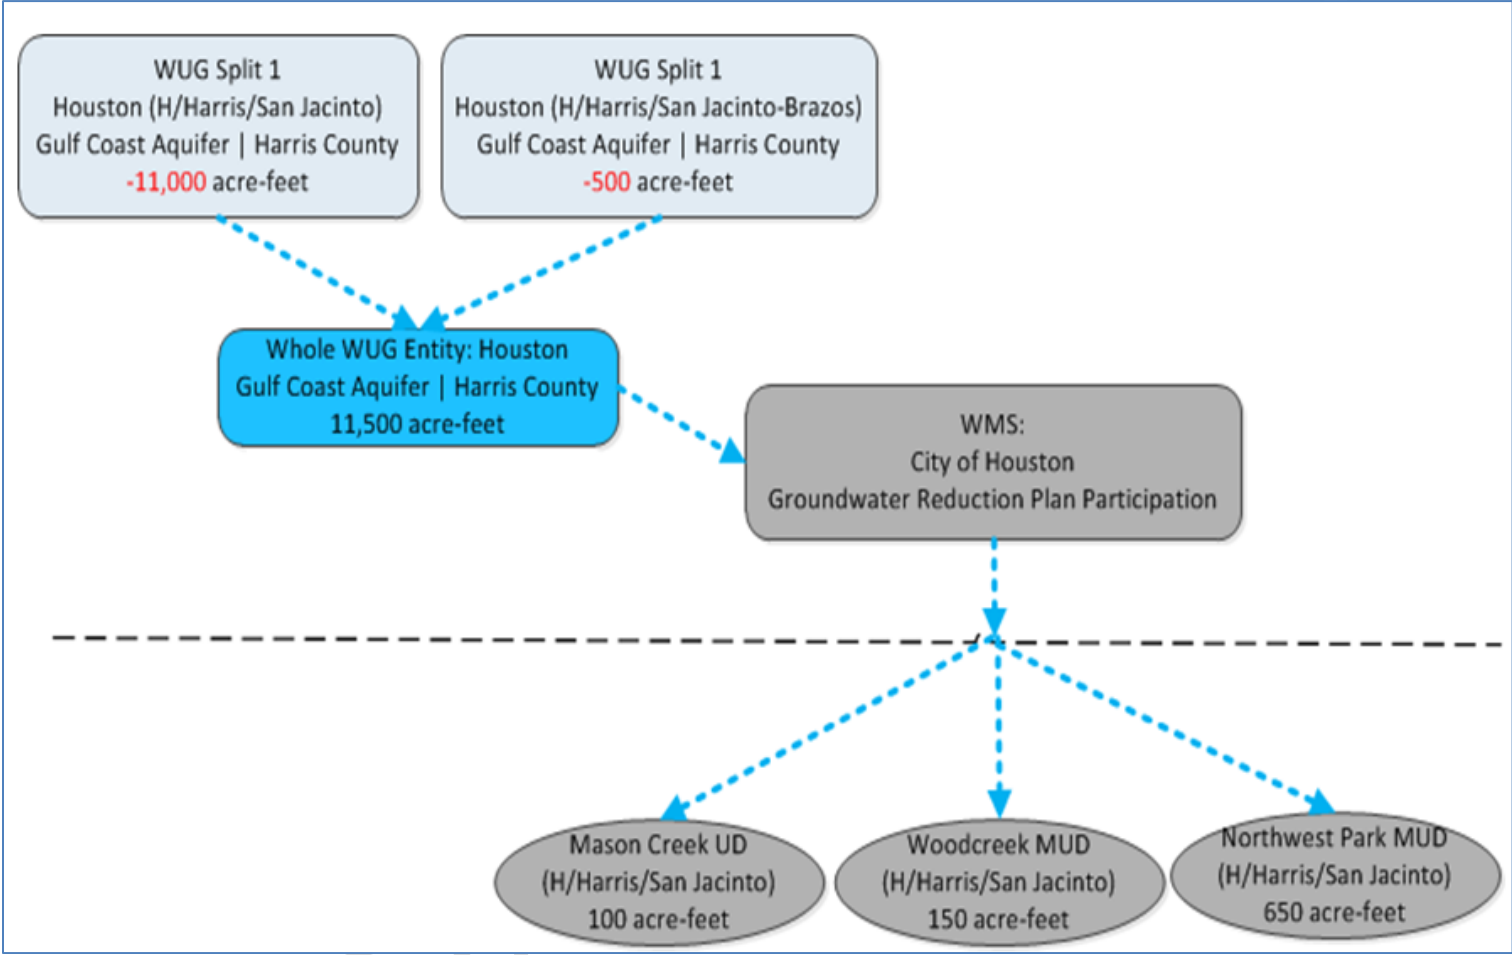 WUG Split 1
Houston (H/Harris/San Jacinto)
Gulf Coast Aquifer | Harris County
-11,000 acre-feet
WUG Split 1
Houston (H/Harris/San Jacinto-Brazos)
Gulf Coast Aquifer | Harris County
-500 acre-feet
Whole WUG Entity: Houston
Gulf Coast Aquifer | Harris County
11,500 acre-feet
WMS:
City of Houston
Groundwater Reduction Plan Participation
Mason Creek UD
(H/Harris/San Jacinto)
100 acre-feet
Woodcreek MUD
(H/Harris/San Jacinto)
150 acre-feet
Northwest Park MUD
(H/Harris/San Jacinto)
650 acre-feet